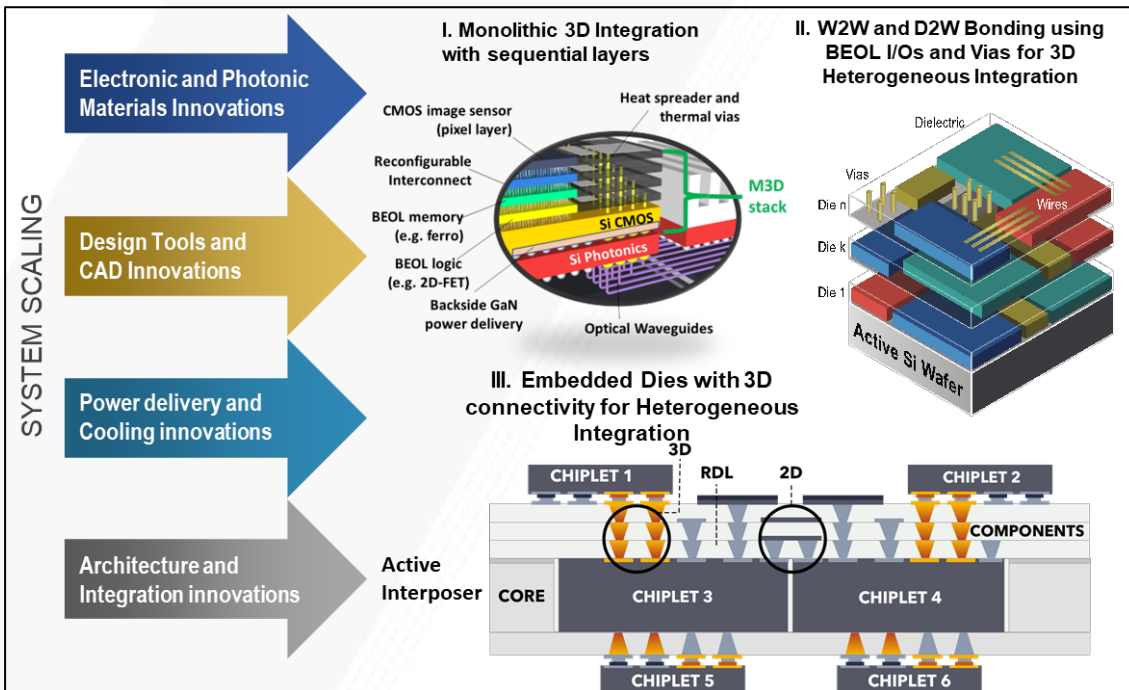 SYSTEM SCALING
Electronic and Photonic
Materials Innovations
Design Tools and
CAD Innovations
Power delivery and
Cooling innovations
Architecture and
Integration innovations
I. Monolithic 3D Integration
with sequential layers
CMOS image sensor
(pixel layer)
Reconfigurable
Interconnect
BEOL memory
(e.g. ferro)
BEOL logic
(e.g. 2D-FET)
Backside GaN
power delivery
Heat spreader and
thermal vias
M3D
stack
Si CMOS
Si Photonics
Optical Waveguides
II. W2W and D2W Bonding using
BEOL I/Os and Vias for 3D
Heterogeneous Integration
Dielectric
Vias
Wires
Die n
Die k
Die 1
Active Si Wafer
III. Embedded Dies with 3D
connectivity for Heterogeneous
Integration
3D
RDL
2D
CHIPLET 1
CHIPLET 2
COMPONENTS
Active
Interposer
CORE
CHIPLET 3
CHIPLET 4
CHIPLET 5
CHIPLET 6